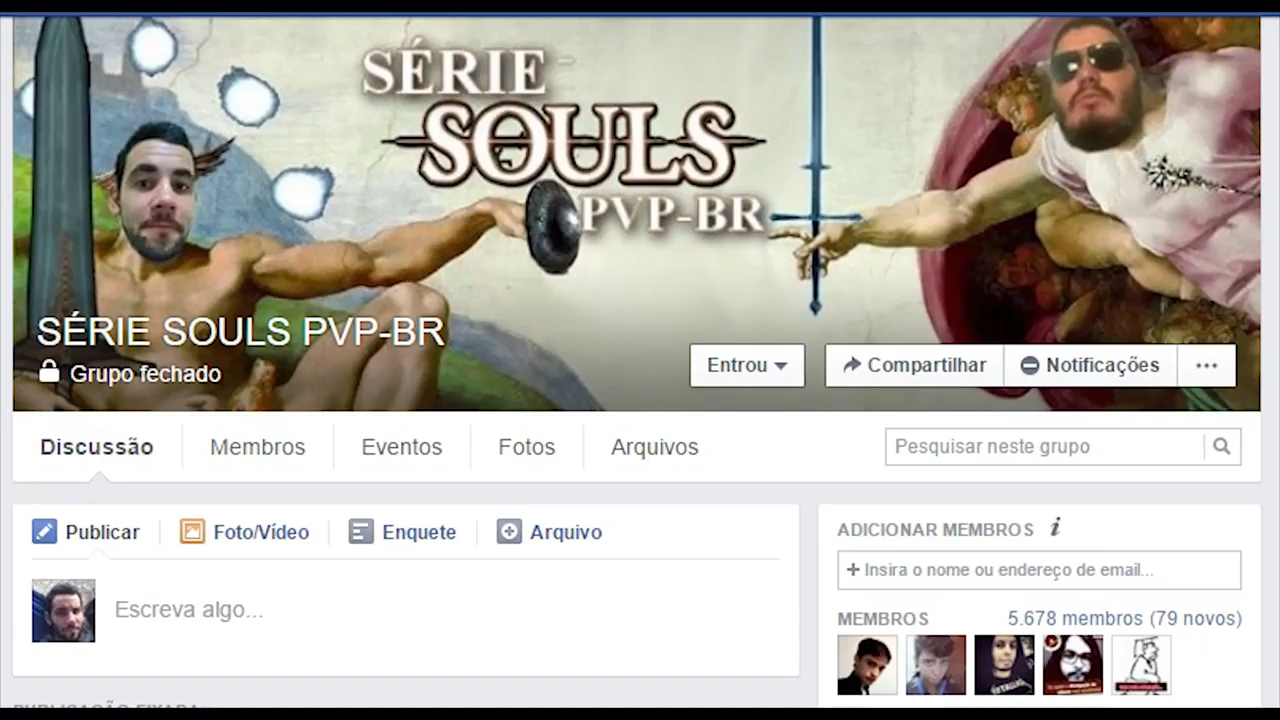 SÉRIE
SOULS
PVP-BR
SÉRIE SOULS PVP-BR
Grupo fechado
Entrou
Compartilhar
Notificações
Discussão
Membros
Eventos
Fotos
Arquivos
Pesquisar neste grupo
Publicar
Foto/Vídeo
Enquete
Arquivo
Escreva algo...
ADICIONAR MEMBROS i
+ Insira o nome ou endereço de email...
MEMBROS
5.678 membros (79 novos)
PUBLICAÇÃO FIXADA